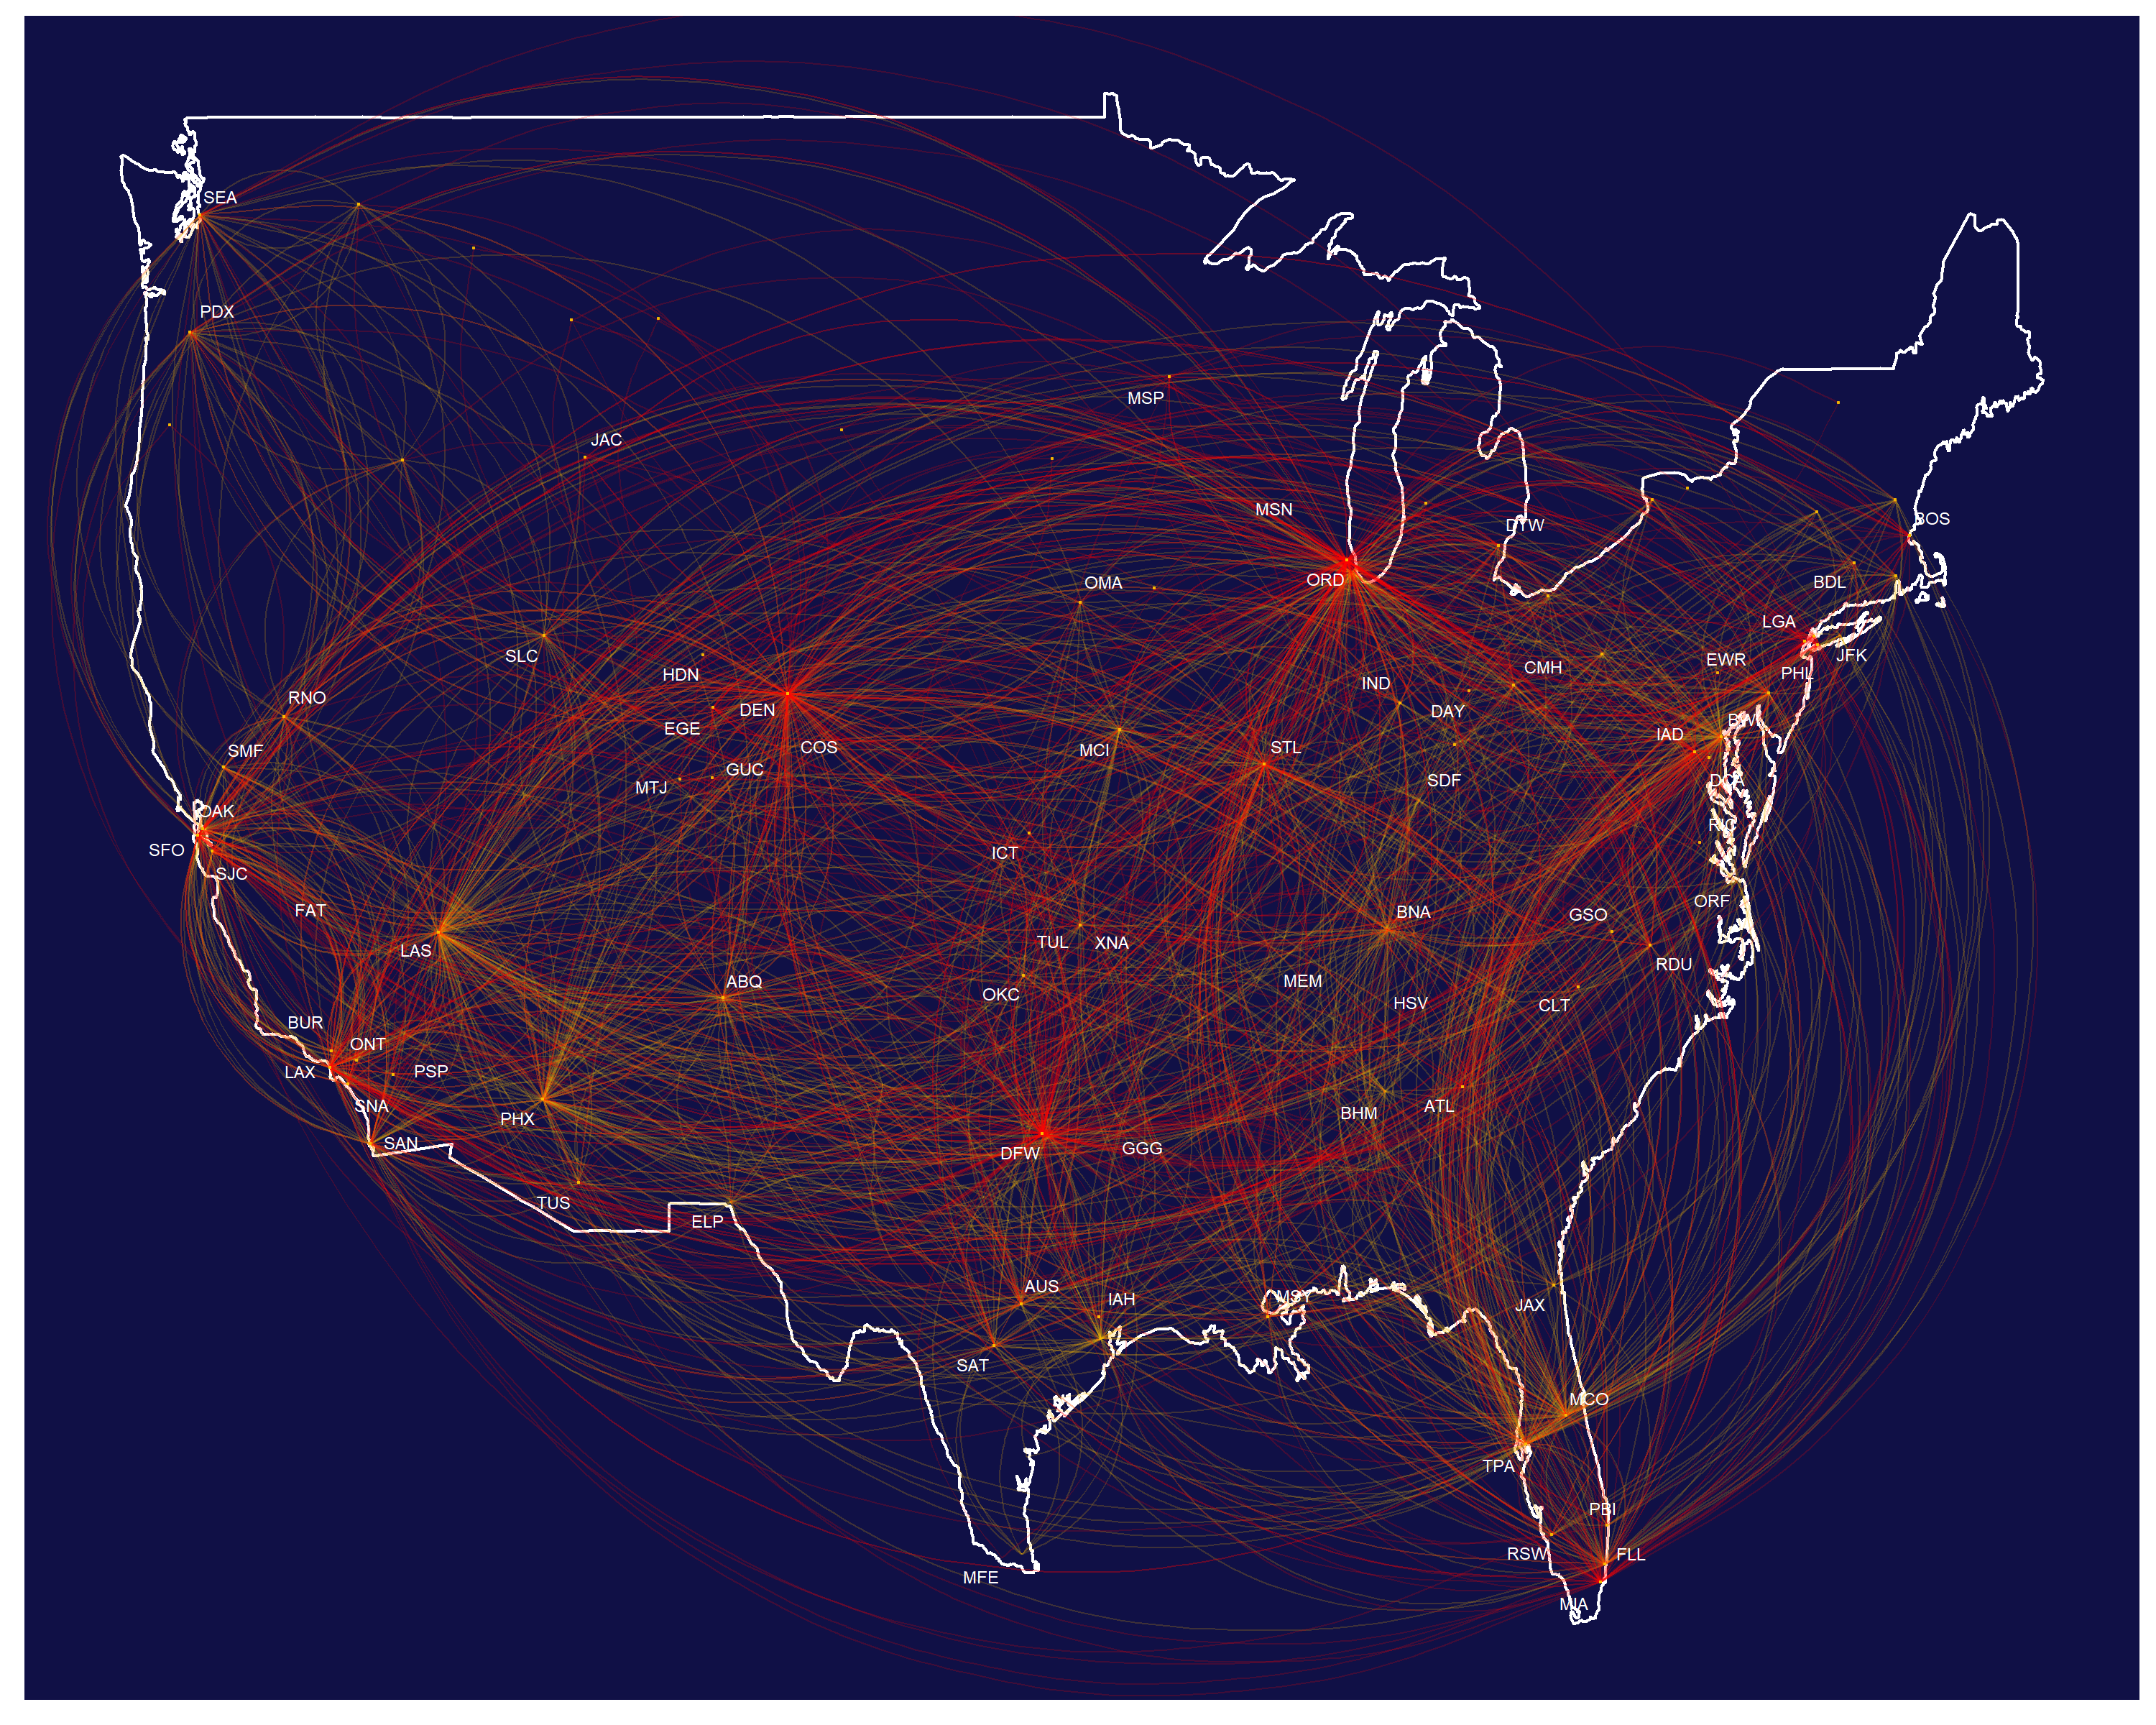 SEA
PDX
MSP
JAC
MSN
DTW
BOS
OMA
ORD
BDL
LGA
SLC
HDN
IND
CMH
EWR
JFK
PHL
RNO
DEN
DAY
EGE
BWI
IAD
SMF
COS
MCI
STL
GUC
MTJ
SDF
DCA
OAK
RIC
SFO
ICT
SJC
FAT
BNA
GSO
ORF
LAS
TUL
XNA
RDU
ABQ
MEM
OKC
HSV
CLT
BUR
ONT
LAX
PSP
SNA
PHX
BHM
ATL
SAN
DFW
GGG
TUS
ELP
AUS
IAH
MSY
JAX
SAT
MCO
TPA
PBI
RSW
FLL
MFE
MIA